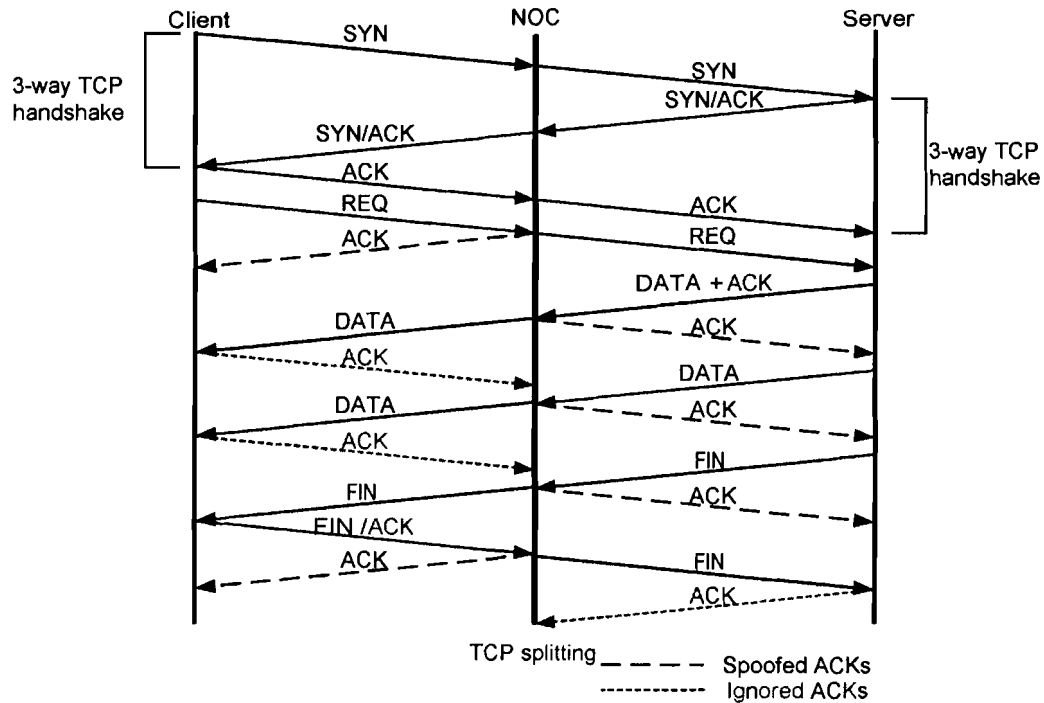 Client
NOC
Server
SYN
3-way TCP
handshake
SYN
SYN/ACK
SYN/ACK
3-way TCP
handshake
ACK
REQ
ACK
ACK
REQ
DATA + ACK
DATA
ACK
ACK
DATA
DATA
ACK
ACK
FIN
FIN
ACK
FIN /ACK
ACK
FIN
ACK
TCP splitting
Spoofed ACKs
Ignored ACKs